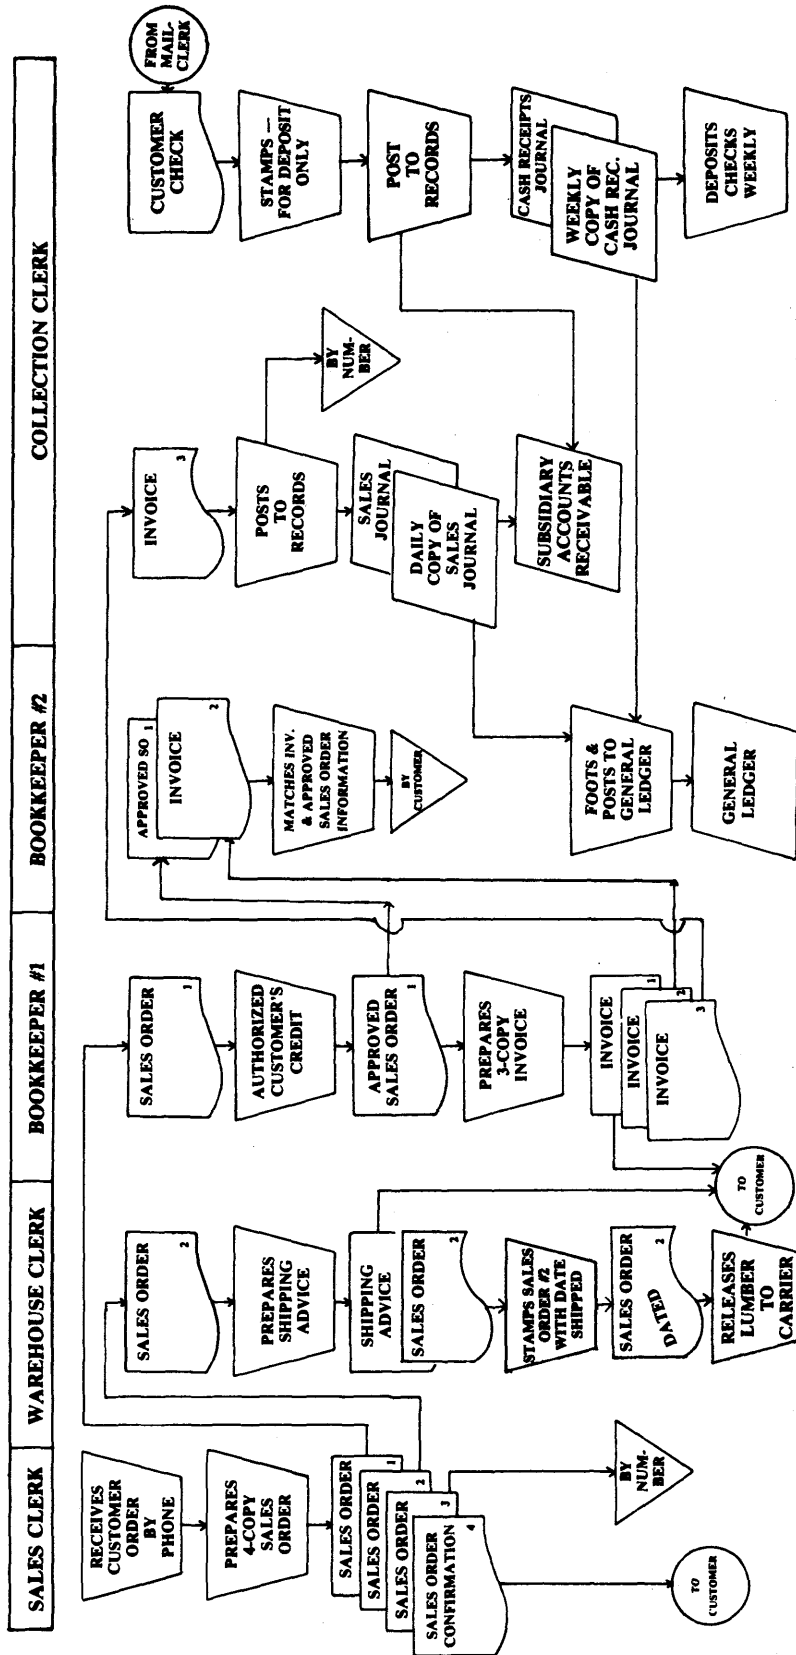 SALES CLERK
WAREHOUSE CLERK
BOOKKEEPER #1
BOOKKEEPER #2
COLLECTION CLERK
RECEIVES
CUSTOMER
ORDER
BY
PHONE
PREPARES
4-COPY
SALES
ORDER
SALES ORDER
1
SALES ORDER
2
SALES ORDER
3
SALES ORDER
CONFIRMATION
4
TO
CUSTOMER
BY
NUM-
BER
SALES ORDER
2
PREPARES
SHIPPING
ADVICE
SHIPPING
ADVICE
SALES ORDER
2
STAMPS SALES
ORDER #2
WITH DATE
SHIPPED
SALES ORDER
2
DATED
RELEASES
LUMBER
TO
CARRIER
TO
CUSTOMER
SALES ORDER
1
AUTHORIZED
CUSTOMER'S
CREDIT
APPROVED
SALES ORDER
1
PREPARES
3-COPY
INVOICE
INVOICE
1
INVOICE
2
INVOICE
3
APPROVED SO
1
INVOICE
2
MATCHES INV.
& APPROVED
SALES ORDER
INFORMATION
BY
CUSTOMER
FOOTS &
POSTS TO
GENERAL
LEDGER
GENERAL
LEDGER
INVOICE
3
POSTS
TO
RECORDS
BY
NUM-
BER
SALES
JOURNAL
DAILY
COPY OF
SALES
JOURNAL
SUBSIDIARY
ACCOUNTS
RECEIVABLE
FROM
MAIL-
CLERK
CUSTOMER
CHECK
STAMPS —
FOR DEPOSIT
ONLY
POST
TO
RECORDS
CASH RECEIPTS
JOURNAL
WEEKLY
COPY OF
CASH REC.
JOURNAL
DEPOSITS
CHECKS
WEEKLY